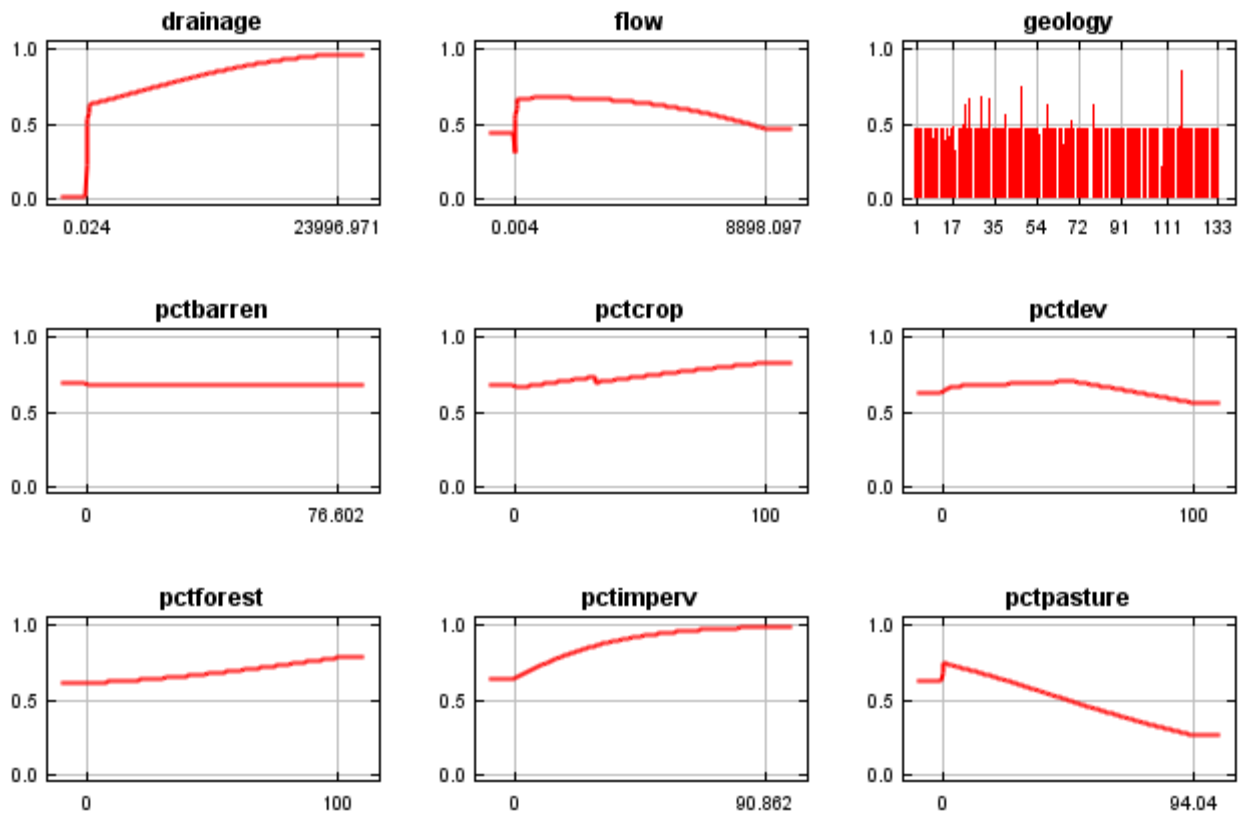 drainage flow geology
1.0 1.0 1.0
0.5 0.5 0.5
0.0 0.0 0.0
0.024 23996.971 0.004 8898.097 1 17 35 54 72 91 111 133
pctbarren pctcrop pctdev
1.0 1.0 1.0
0.5 0.5 0.5
0.0 0.0 0.0
0 76.602 0 100 0 100
pctforest pctimperv pctpasture
1.0 1.0 1.0
0.5 0.5 0.5
0.0 0.0 0.0
0 100 0 90.862 0 94.04